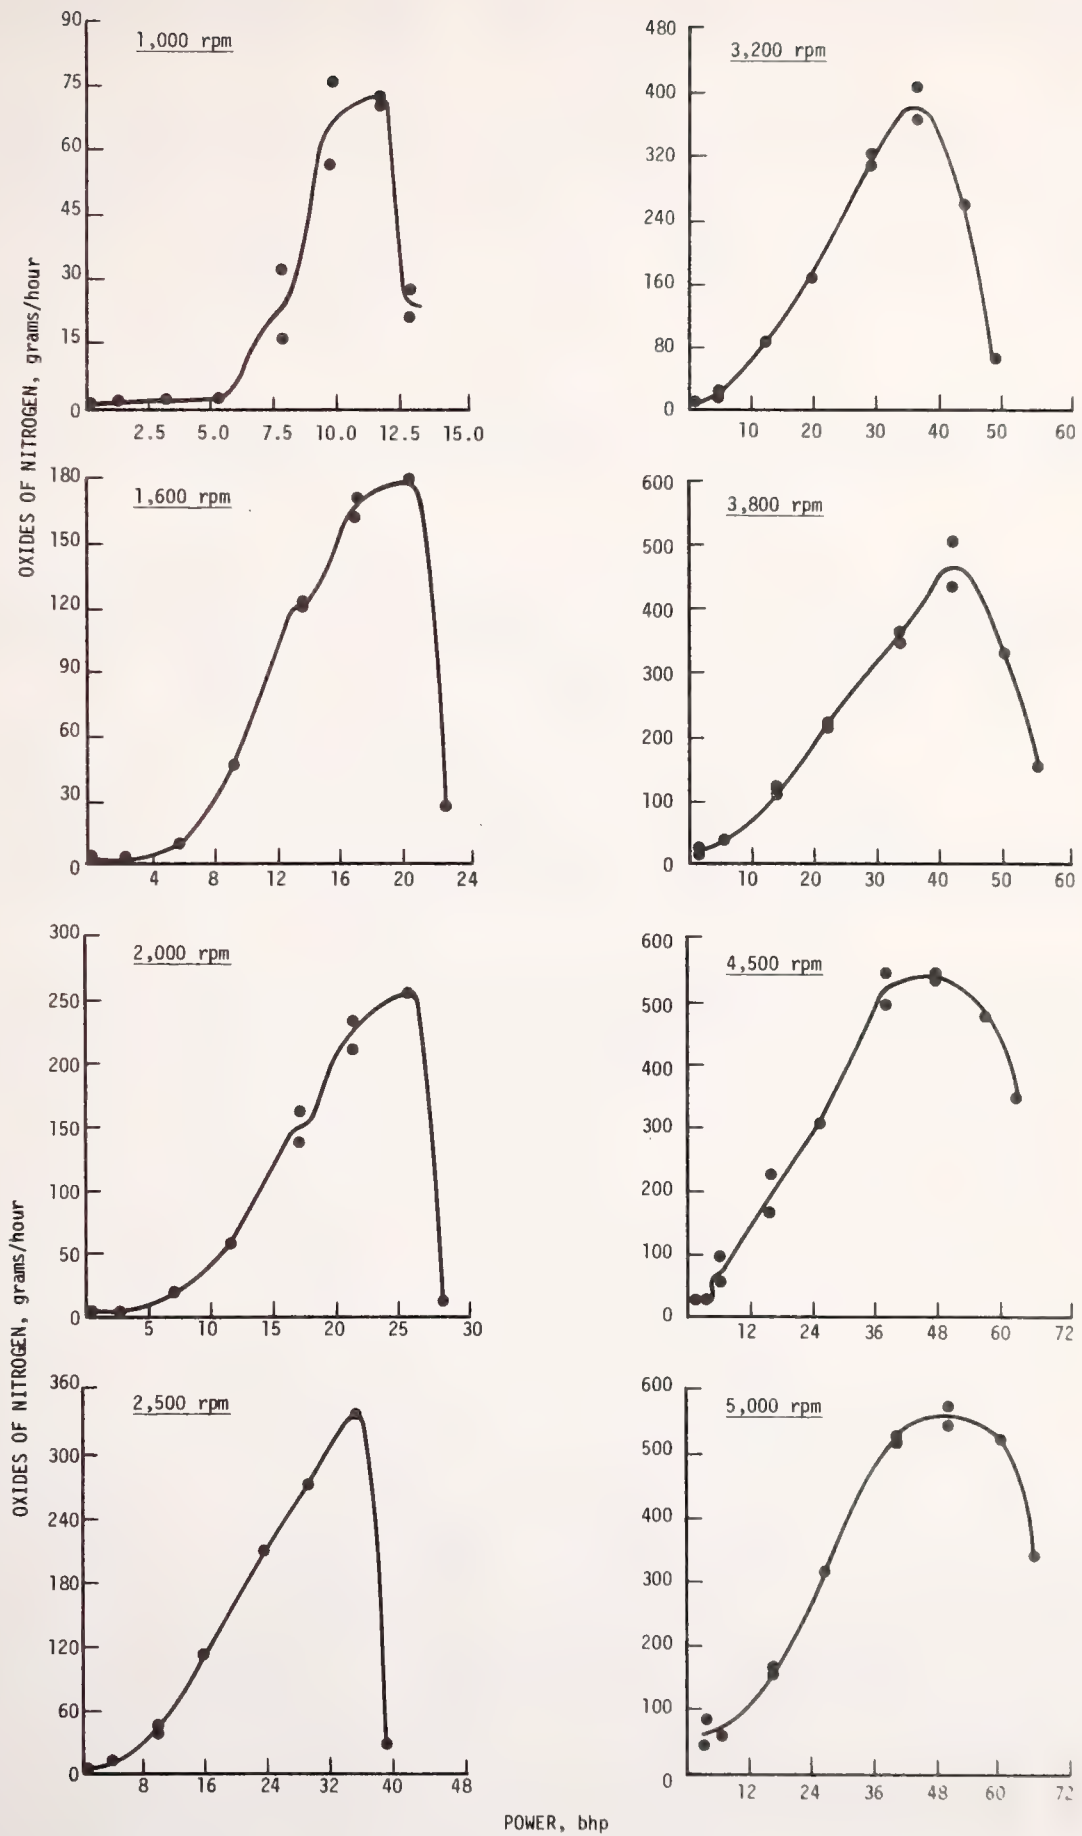 OXIDES OF NITROGEN, grams/hour
1,000 rpm
90
75
60
45
30
15
0
2.5 5.0 7.5 10.0 12.5 15.0
3,200 rpm
480
400
320
240
160
80
0
10 20 30 40 50 60
1,600 rpm
180
150
120
90
60
30
0
4 8 12 16 20 24
3,800 rpm
600
500
400
300
200
100
0
10 20 30 40 50 60
OXIDES OF NITROGEN, grams/hour
2,000 rpm
300
250
200
150
100
50
0
5 10 15 20 25 30
4,500 rpm
600
500
400
300
200
100
0
12 24 36 48 60 72
2,500 rpm
360
300
240
180
120
60
0
8 16 24 32 40 48
5,000 rpm
600
500
400
300
200
100
0
12 24 36 48 60 72
POWER, bhp